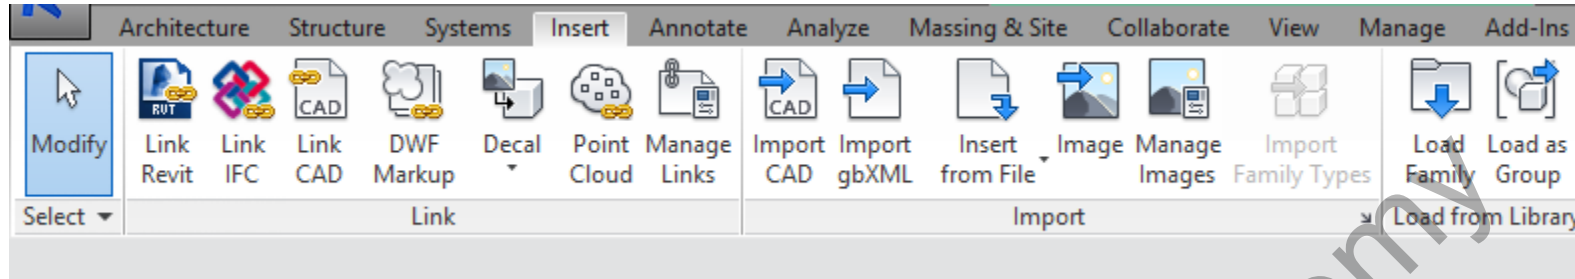 Architecture Structure Systems Insert Annotate Analyze Massing & Site Collaborate View Manage Add-Ins
RVT CAD CAD
Modify Link Link Link DWF Decal Point Manage Import Import Insert Image Manage Import Load Load as
Revit IFC CAD Markup Cloud Links CAD gbXML from File Images Family Types Family Group
Select Link Import Load from Library